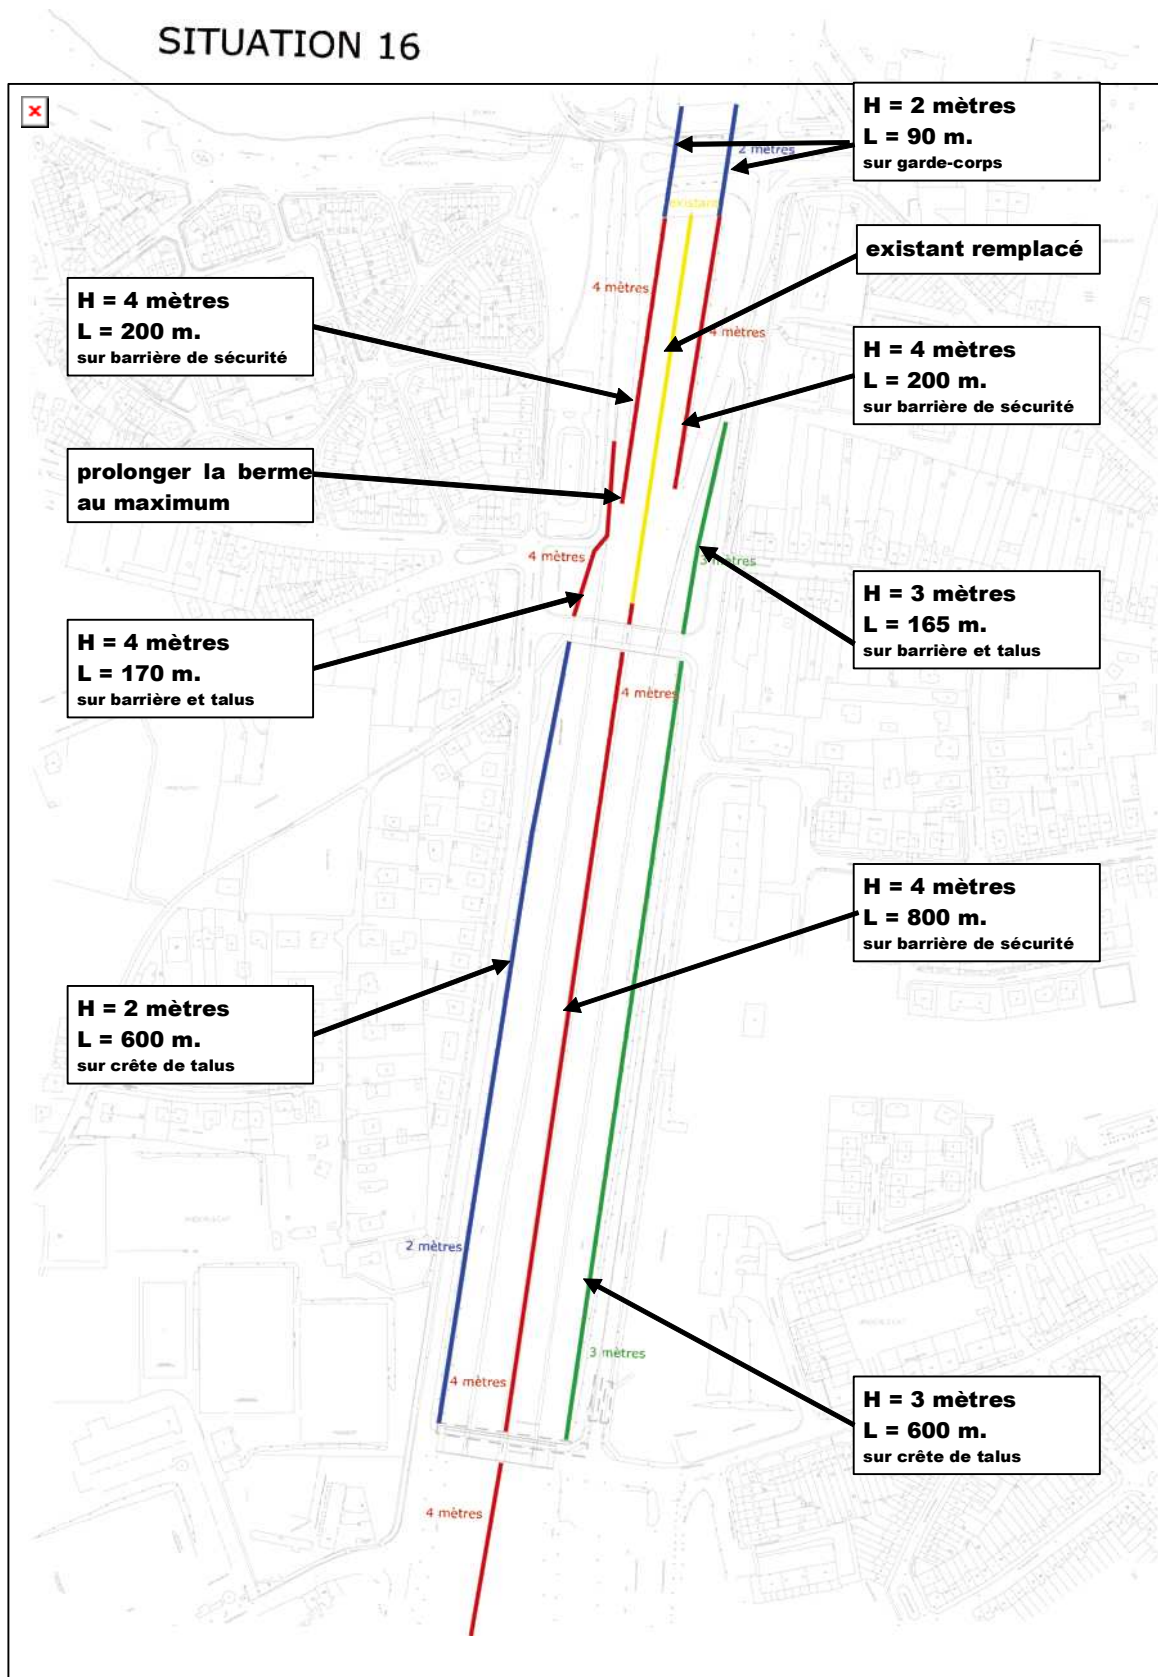 SITUATION 16
H = 2 mètres
L = 90 m.
sur garde-corps
2 mètres
existant
existant remplacé
4 mètres
H = 4 mètres
L = 200 m.
sur barrière de sécurité
4 mètres
H = 4 mètres
L = 200 m.
sur barrière de sécurité
prolonger la berme
au maximum
4 mètres
3 mètres
H = 3 mètres
L = 165 m.
sur barrière et talus
H = 4 mètres
L = 170 m.
sur barrière et talus
4 mètres
H = 4 mètres
L = 800 m.
sur barrière de sécurité
H = 2 mètres
L = 600 m.
sur crête de talus
2 mètres
3 mètres
4 mètres
H = 3 mètres
L = 600 m.
sur crête de talus
4 mètres